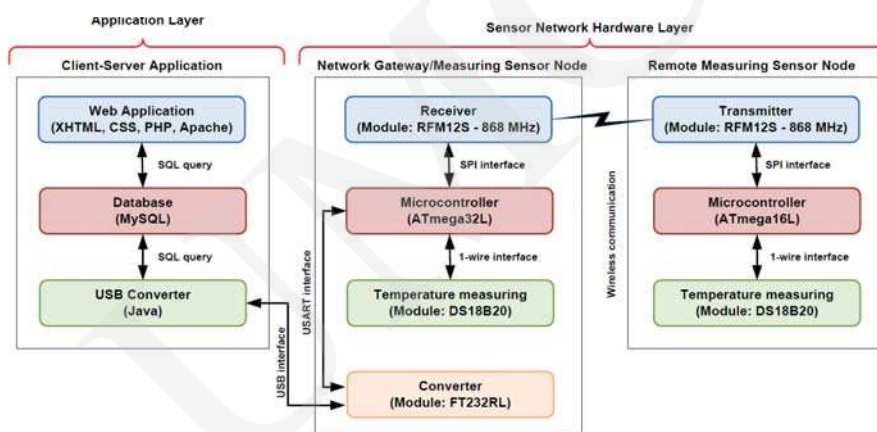 Application Layer
Sensor Network Hardware Layer
Client-Server Application
Network Gateway/Measuring Sensor Node
Remote Measuring Sensor Node
Web Application
(XHTML, CSS, PHP, Apache)
SQL query
Database
(MySQL)
SQL query
USB Converter
(Java)
USB interface
USART interface
Receiver
(Module: RFM12S - 868 MHz)
SPI interface
Microcontroller
(ATmega32L)
1-wire interface
Temperature measuring
(Module: DS18B20)
Converter
(Module: FT232RL)
Wireless communication
Transmitter
(Module: RFM12S - 868 MHz)
SPI interface
Microcontroller
(ATmega16L)
1-wire interface
Temperature measuring
(Module: DS18B20)